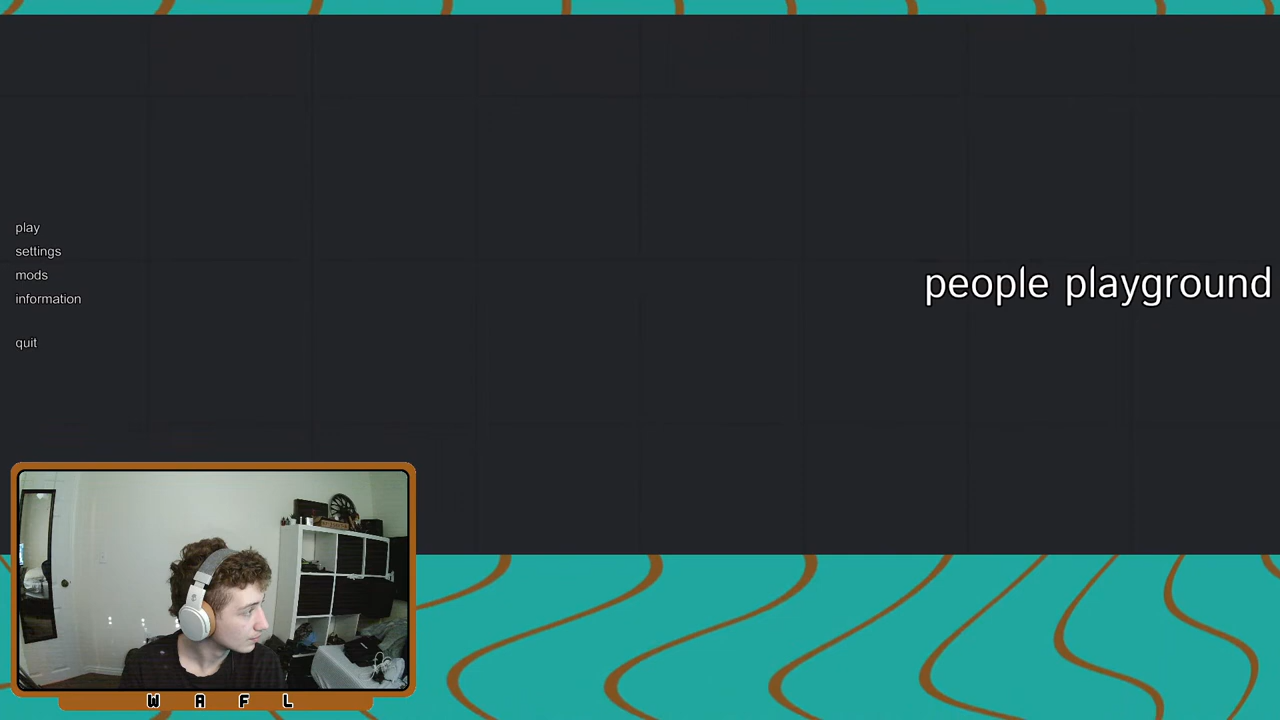 play
settings
mods
information
quit
people playground
W A F L